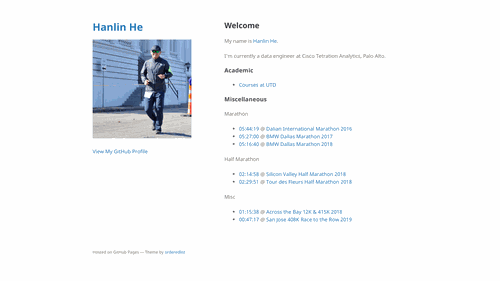 Hanlin He
View My GitHub Profile
Welcome
My name is Hanlin He.
I'm currently a data engineer at Cisco Tetration Analytics, Palo Alto.
Academic
Courses at UTD
Miscellaneous
Marathon
05:44:19 @ Dalian International Marathon 2016
05:27:00 @ BMW Dallas Marathon 2017
05:16:40 @ BMW Dallas Marathon 2018
Half Marathon
02:14:58 @ Silicon Valley Half Marathon 2018
02:29:51 @ Tour des Fleurs Half Marathon 2018
Misc
01:15:38 @ Across the Bay 12K & 415K 2018
00:47:17 @ San Jose 408K Race to the Row 2019
Hosted on GitHub Pages — Theme by orderedlist